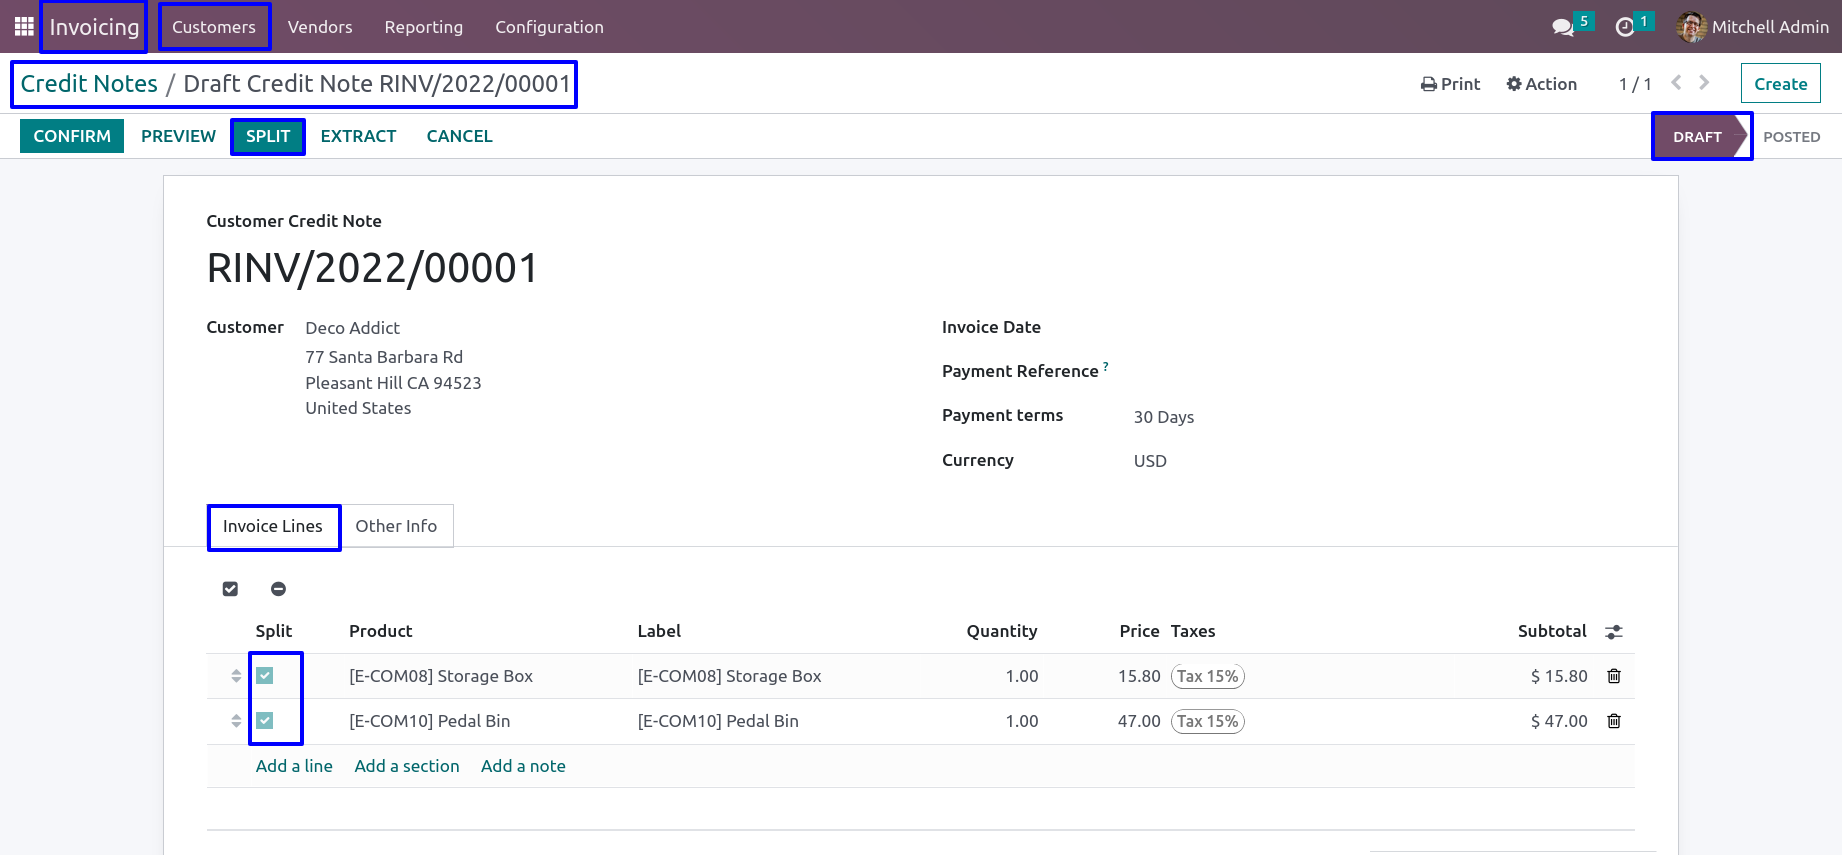 Invoicing Customers Vendors Reporting Configuration 5 1 Mitchell Admin
Credit Notes / Draft Credit Note RINV/2022/00001 Print Action 1 / 1 Create
CONFIRM PREVIEW SPLIT EXTRACT CANCEL DRAFT POSTED
Customer Credit Note
RINV/2022/00001
Customer Deco Addict Invoice Date
77 Santa Barbara Rd
Pleasant Hill CA 94523
United States
Payment Reference ?
Payment terms 30 Days
Currency USD
Invoice Lines Other Info
Split Product Label Quantity Price Taxes Subtotal
[E-COM08] Storage Box [E-COM08] Storage Box 1.00 15.80 Tax 15% $ 15.80
[E-COM10] Pedal Bin [E-COM10] Pedal Bin 1.00 47.00 Tax 15% $ 47.00
Add a line Add a section Add a note